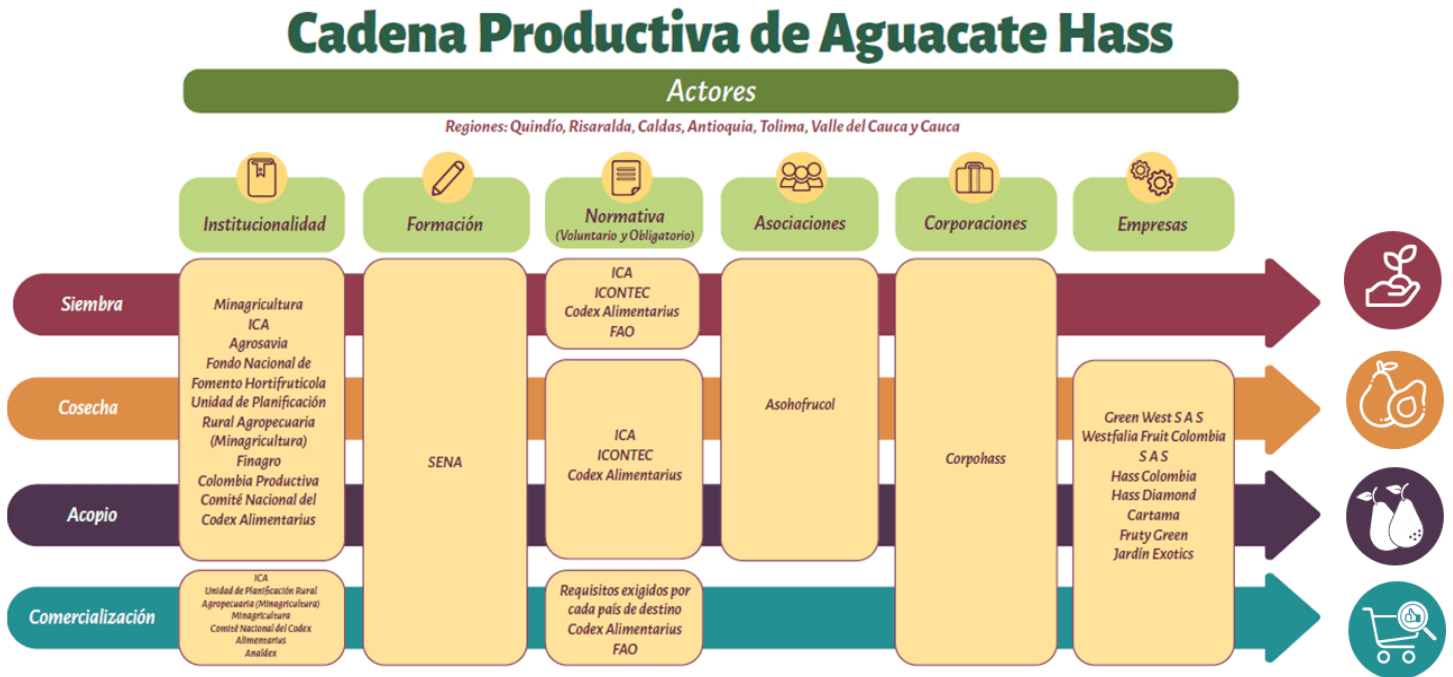 Cadena Productiva de Aguacate Hass
Actores
Regiones: Quindío, Risaralda, Caldas, Antioquia, Tolima, Valle del Cauca y Cauca
Institucionalidad
Formación
Normativa
(Voluntario y Obligatorio)
Asociaciones
Corporaciones
Empresas
Siembra
Cosecha
Acopio
Comercialización
Minagricultura
ICA
Agrosavia
Fondo Nacional de
Fomento Hortifruticola
Unidad de Planificación
Rural Agropecuaria
(Minagricultura)
Finagro
Colombia Productiva
Comité Nacional del
Codex Alimentarius
ICA
Unidad de Planificación Rural
Agropecuaria (Minagricultura)
Minagricultura
Comité Nacional del Codex
Alimentarius
Analdex
SENA
ICA
ICONTEC
Codex Alimentarius
FAO
ICA
ICONTEC
Codex Alimentarius
Requisitos exigidos por
cada país de destino
Codex Alimentarius
FAO
Asohofrucol
Corpohass
Green West S A S
Westfalia Fruit Colombia
S A S
Hass Colombia
Hass Diamond
Cartama
Fruty Green
Jardín Exotics